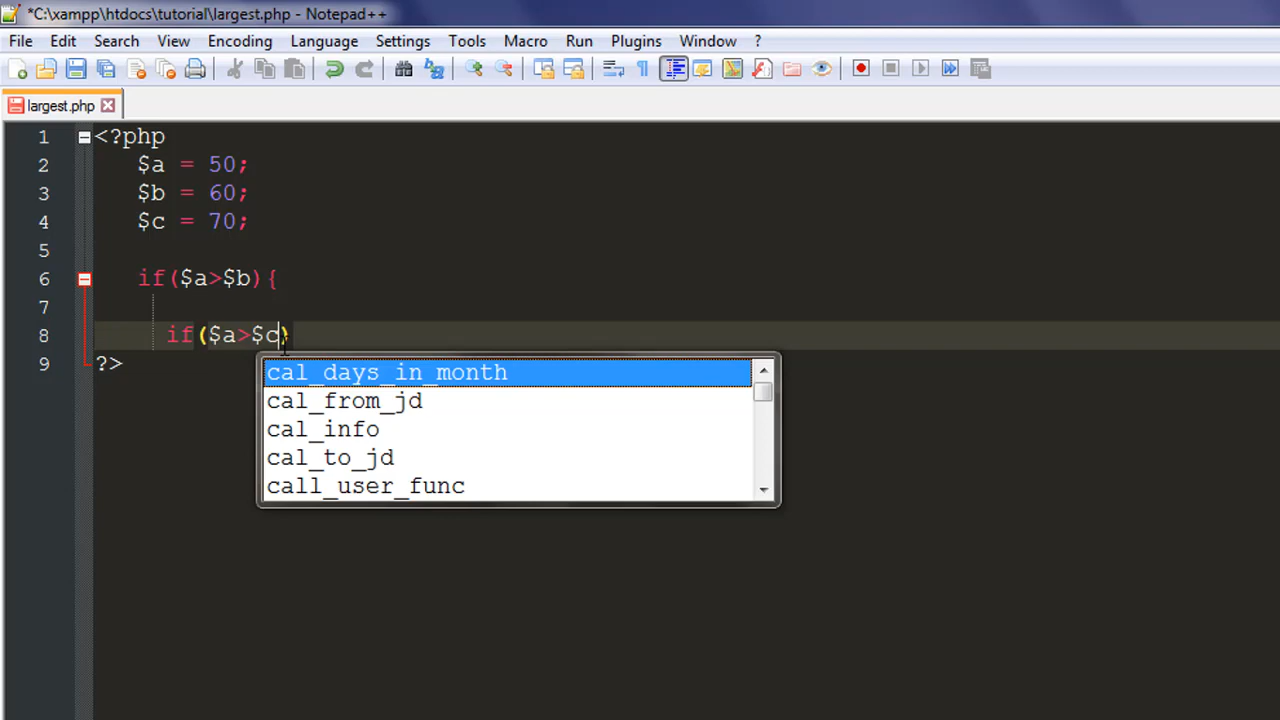 *C:\xampp\htdocs\tutorial\largest.php - Notepad++
File Edit Search View Encoding Language Settings Tools Macro Run Plugins Window ?
largest.php
1 <?php
2 $a = 50;
3 $b = 60;
4 $c = 70;
5
6 if($a>$b){
7
8 if($a>$c)
9 ?>
cal_days_in_month
cal_from_jd
cal_info
cal_to_jd
call_user_func